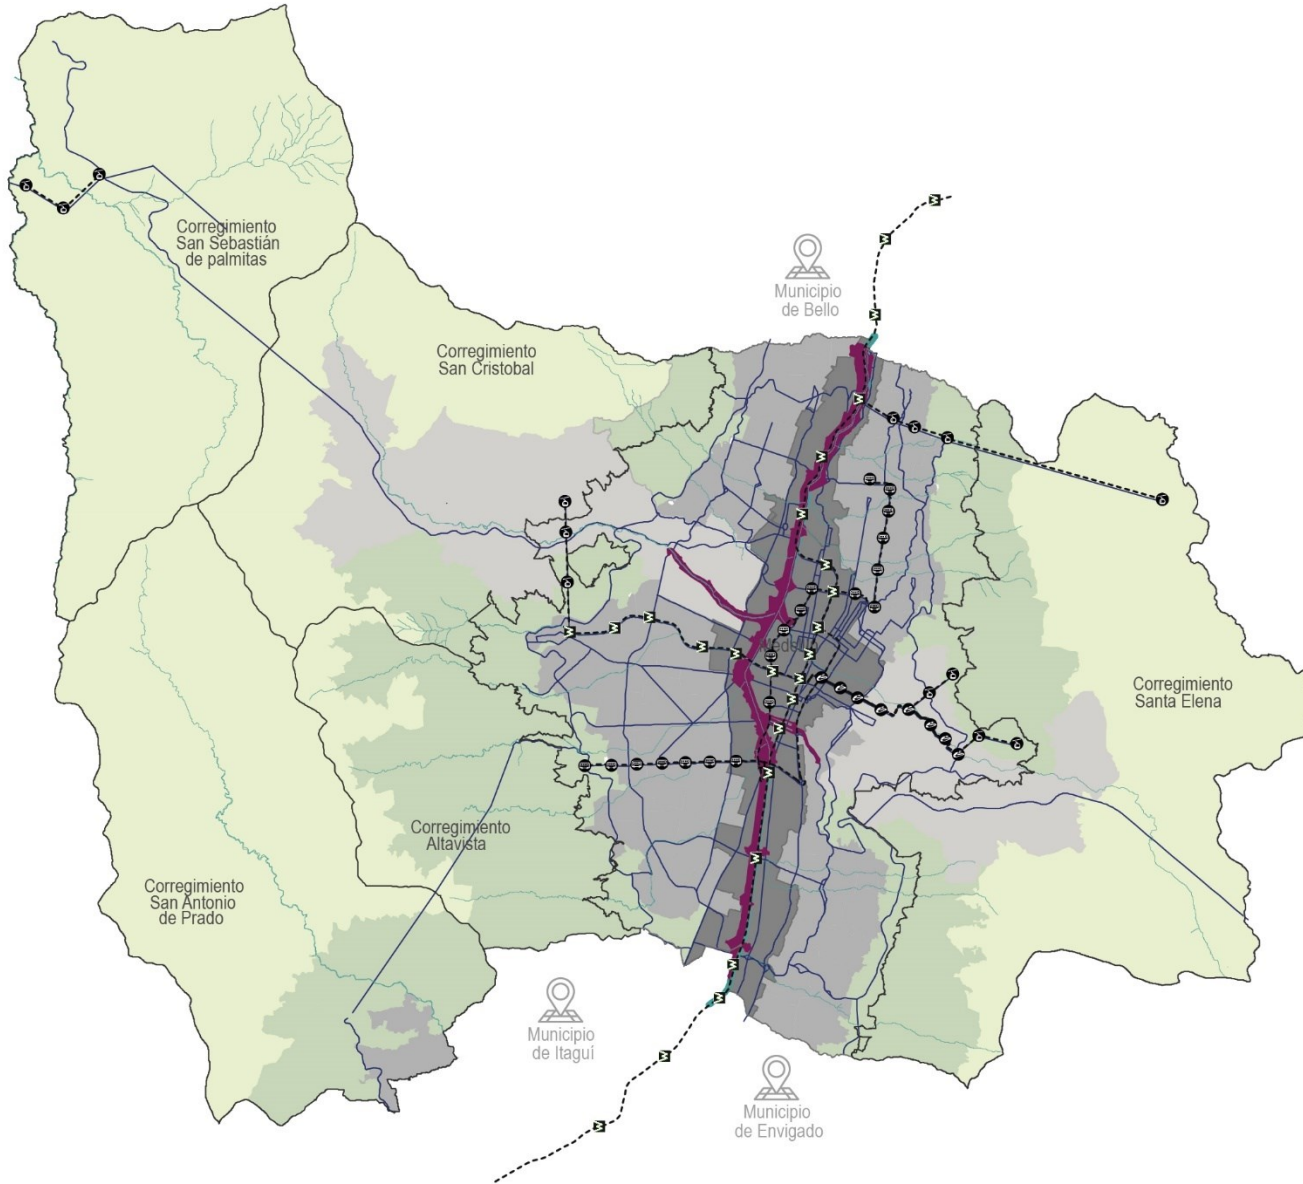 Corregimiento
San Sebastián
de palmitas
Municipio
de Bello
Corregimiento
San Cristobal
Medellín
Corregimiento
Santa Elena
Corregimiento
Altavista
Corregimiento
San Antonio
de Prado
Municipio
de Itaguí
Municipio
de Envigado